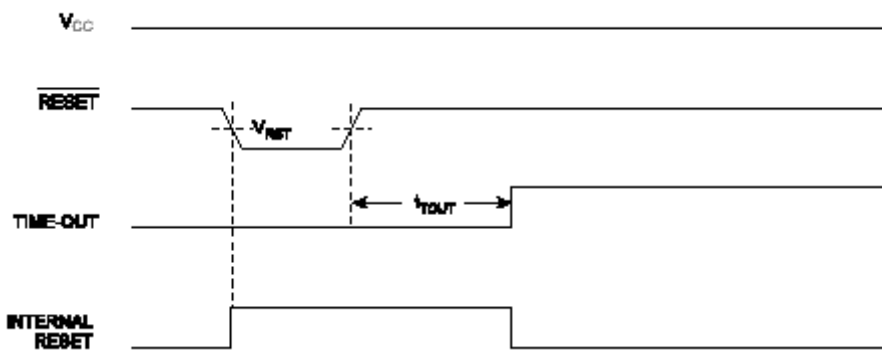 VCC
RESET
VRST
tTOUT
TIME-OUT
INTERNAL
RESET